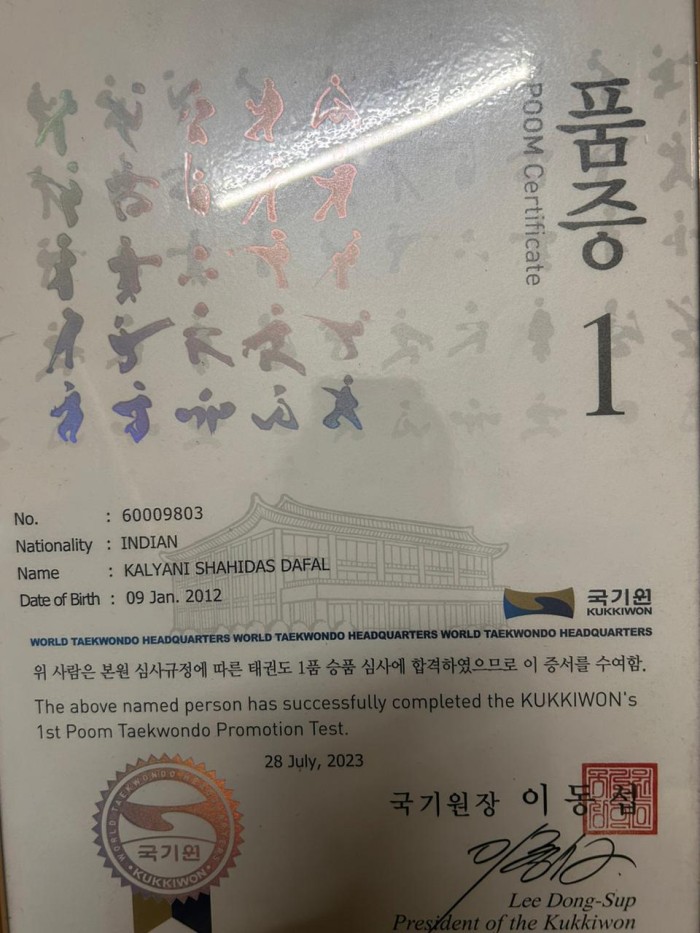 품증
POOM Certificate
1
No. : 60009803
Nationality : INDIAN
Name : KALYANI SHAHIDAS DAFAL
Date of Birth : 09 Jan. 2012
국기원
KUKKIWON
WORLD TAEKWONDO HEADQUARTERS WORLD TAEKWONDO HEADQUARTERS WORLD TAEKWONDO HEADQUARTERS
위 사람은 본원 심사규정에 따른 태권도 1품 승품 심사에 합격하였으므로 이 증서를 수여함.
The above named person has successfully completed the KUKKIWON's
1st Poom Taekwondo Promotion Test.
28 July, 2023
WORLD TAEKWONDO HEADQUARTERS
국기원
KUKKIWON
국기원장 이동섭
Lee Dong-Sup
President of the Kukkiwon